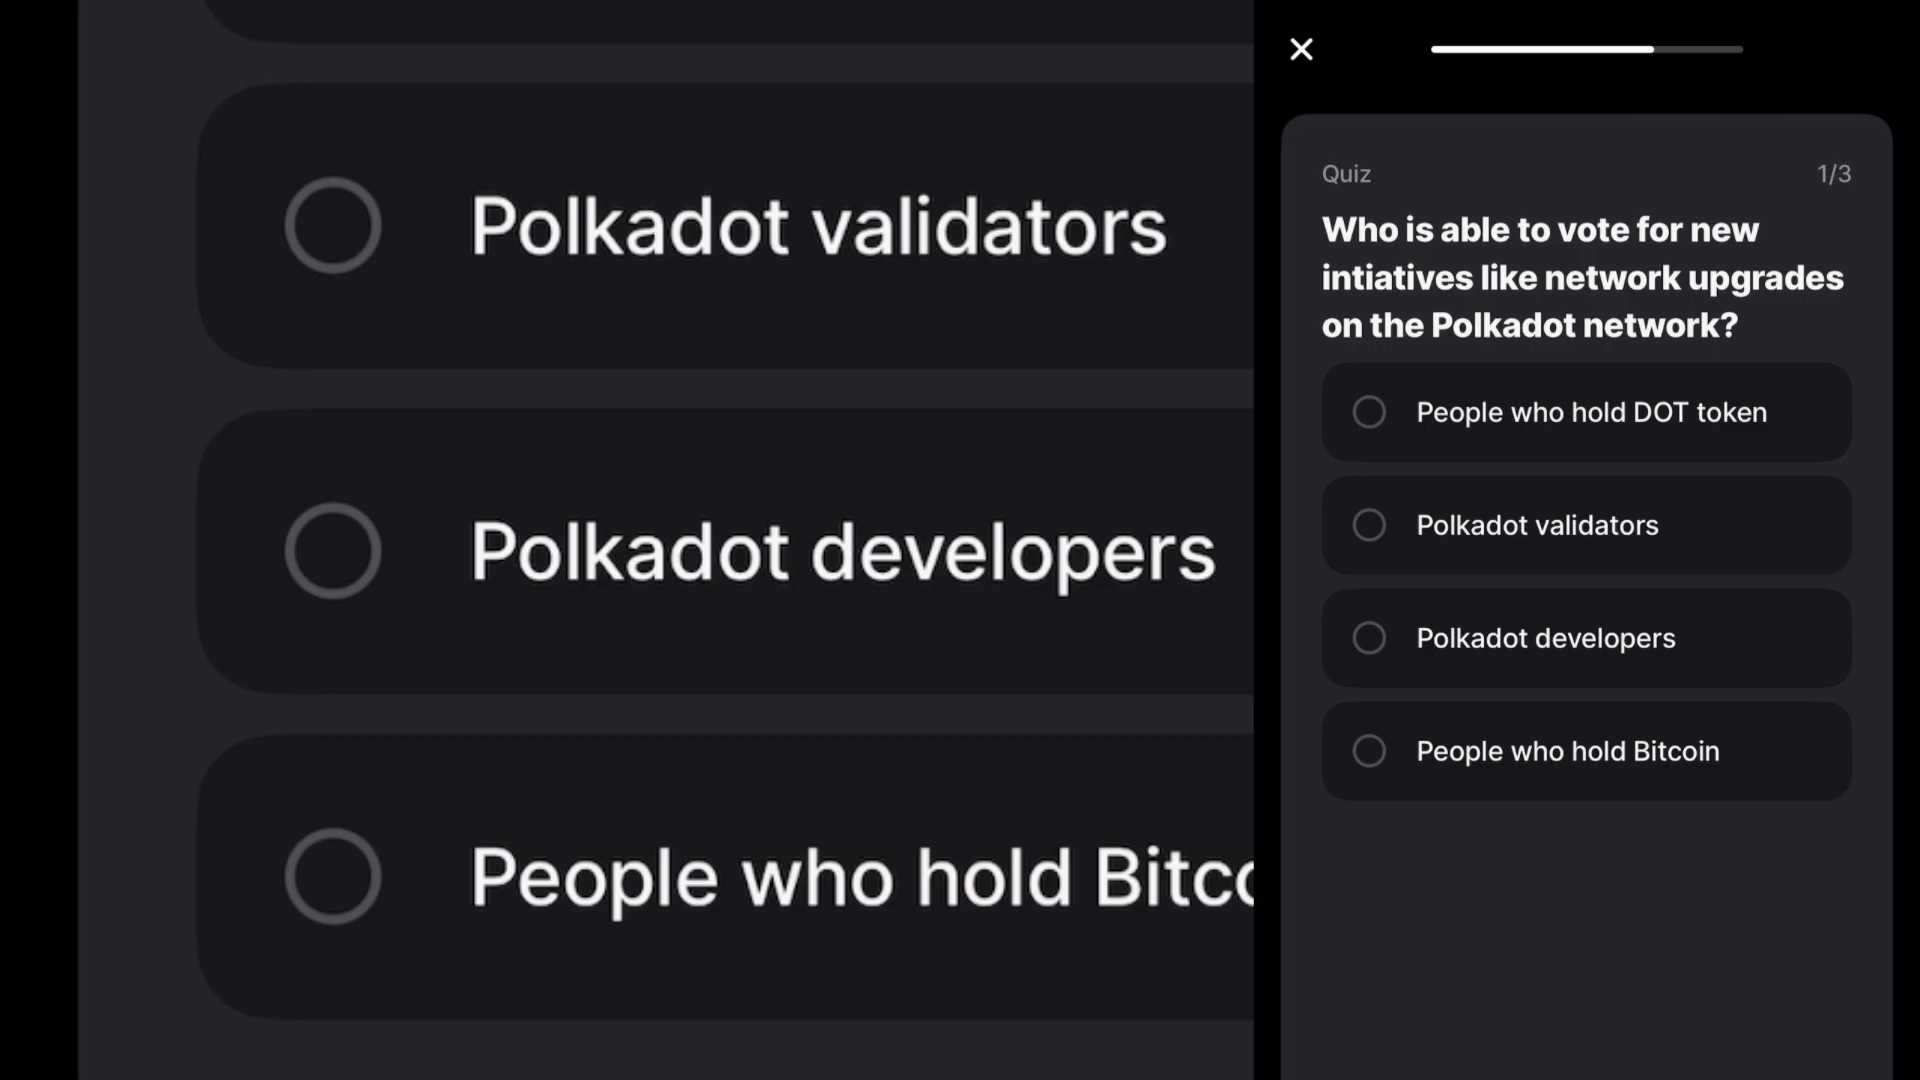 Polkadot validators
Polkadot developers
People who hold Bitco
Quiz
1/3
Who is able to vote for new
intiatives like network upgrades
on the Polkadot network?
People who hold DOT token
Polkadot validators
Polkadot developers
People who hold Bitcoin